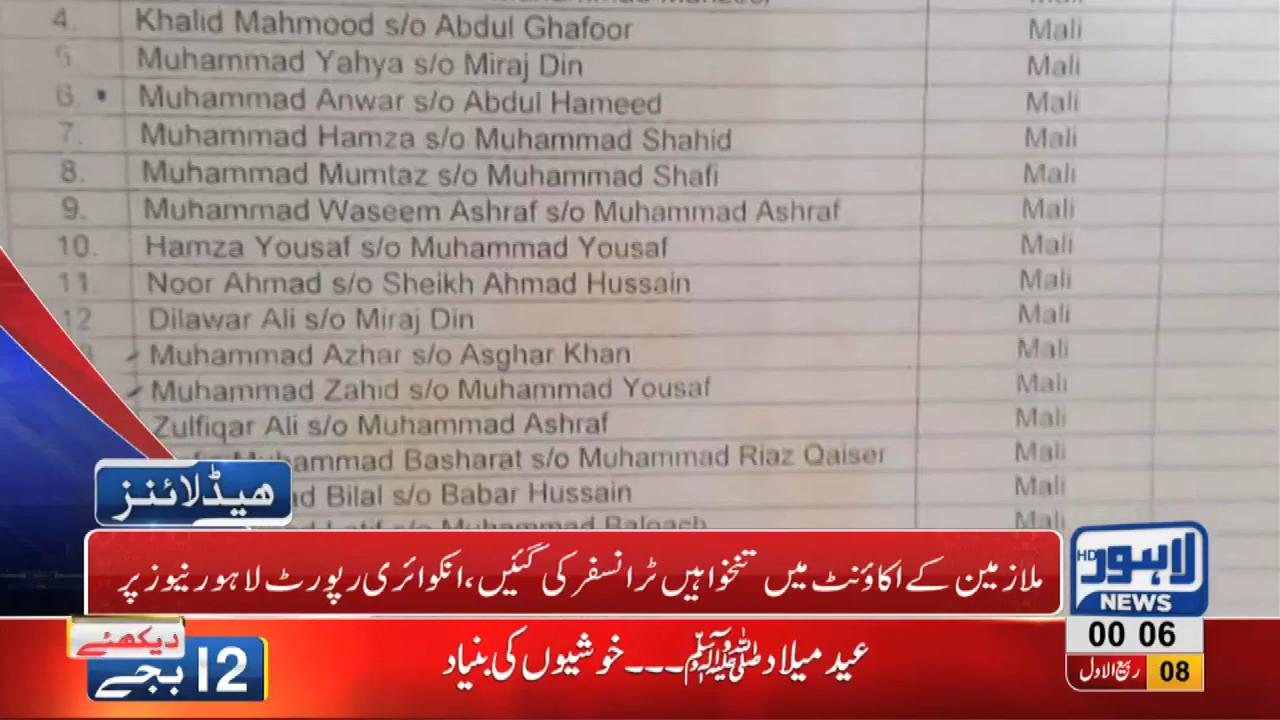 4. Khalid Mahmood s/o Abdul Ghafoor Mali
5 Muhammad Yahya s/o Miraj Din Mali
6. Muhammad Anwar s/o Abdul Hameed Mali
7. Muhammad Hamza s/o Muhammad Shahid Mali
8. Muhammad Mumtaz s/o Muhammad Shafi Mali
9. Muhammad Waseem Ashraf s/o Muhammad Ashraf Mali
10. Hamza Yousaf s/o Muhammad Yousaf Mali
11 Noor Ahmad s/o Sheikh Ahmad Hussain Mali
12 Dilawar Ali s/o Miraj Din Mali
Muhammad Azhar s/o Asghar Khan Mali
Muhammad Zahid s/o Muhammad Yousaf Mali
Zulfiqar Ali s/o Muhammad Ashraf Mali
Basharat s/o Muhammad Riaz Qaiser Mali
Bilal s/o Babar Hussain Mali
s/o Muhammad Baloach Mali
ہیڈلائنز
ملازمین کے اکاؤنٹ میں تنخواہیں ٹرانسفر کی گئیں، انکوائری رپورٹ لاہور نیوز پر
لاہور HD
NEWS
00 06
08 ربیع الاول
دیکھئے
12 بجے
عید میلاد ﷺ۔۔۔خوشیوں کی بنیاد